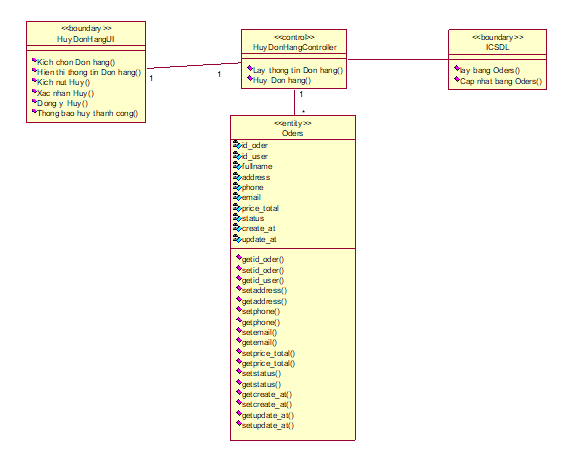 <<boundary>>
HuyDonHangUI
Kich chon Don hang()
Hien thi thong tin Don hang()
Kich nut Huy()
Xac nhan Huy()
Dong y Huy()
Thong bao huy thanh cong()
1
1
<<control>>
HuyDonHangController
Lay thong tin Don hang()
Huy Don hang()
<<boundary>>
ICSDL
lay bang Oders()
Cap nhat bang Oders()
1
*
<<entity>>
Oders
id_oder
id_user
fullname
address
phone
email
price_total
status
create_at
update_at
getid_oder()
setid_oder()
getid_user()
setaddress()
getaddress()
setphone()
getphone()
setemail()
getemail()
setprice_total()
getprice_total()
setstatus()
getstatus()
getcreate_at()
setcreate_at()
getupdate_at()
setupdate_at()